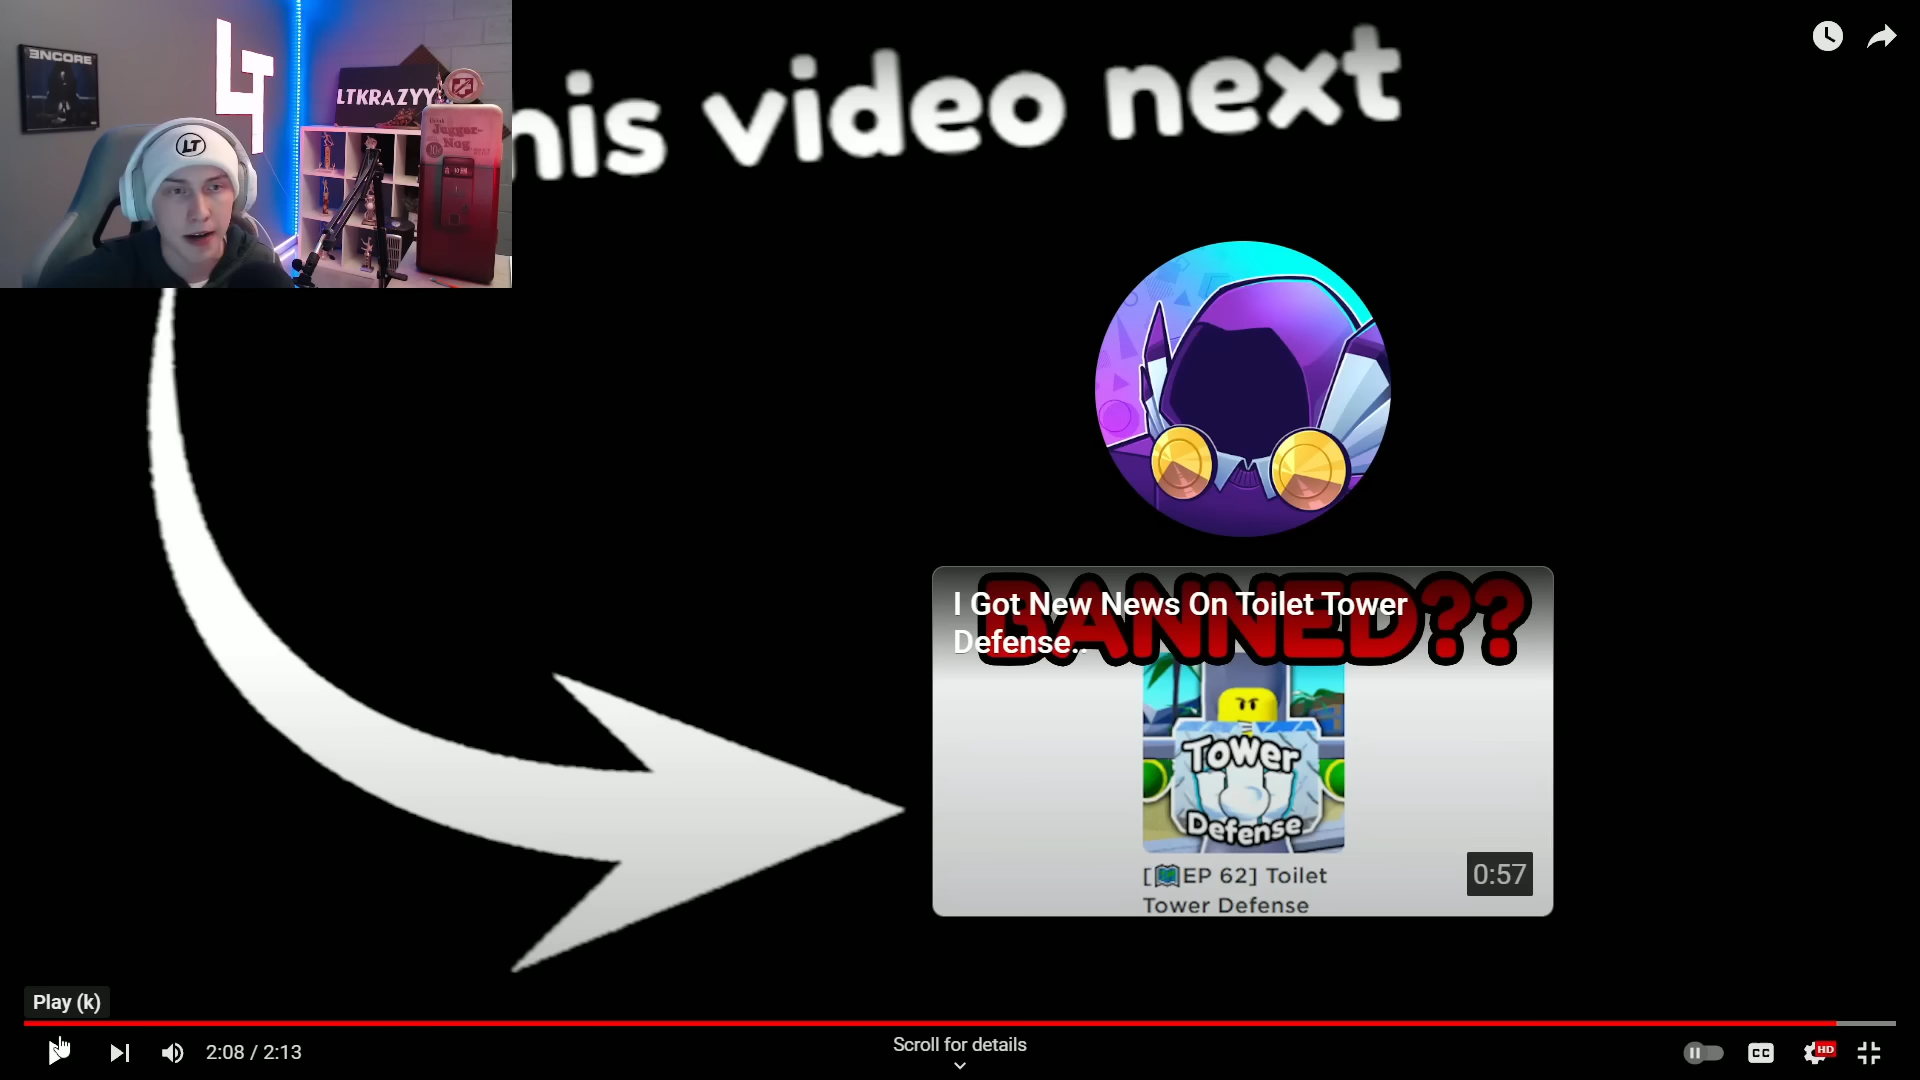 ENCORE
LT
LTKRAZYY
Jugger-
Nog
LT
his video next
BANNED??
I Got New News On Toilet Tower
Defense..
Tower
Defense
[EP 62] Toilet
Tower Defense
0:57
Play (k)
2:08 / 2:13
Scroll for details
CC
HD